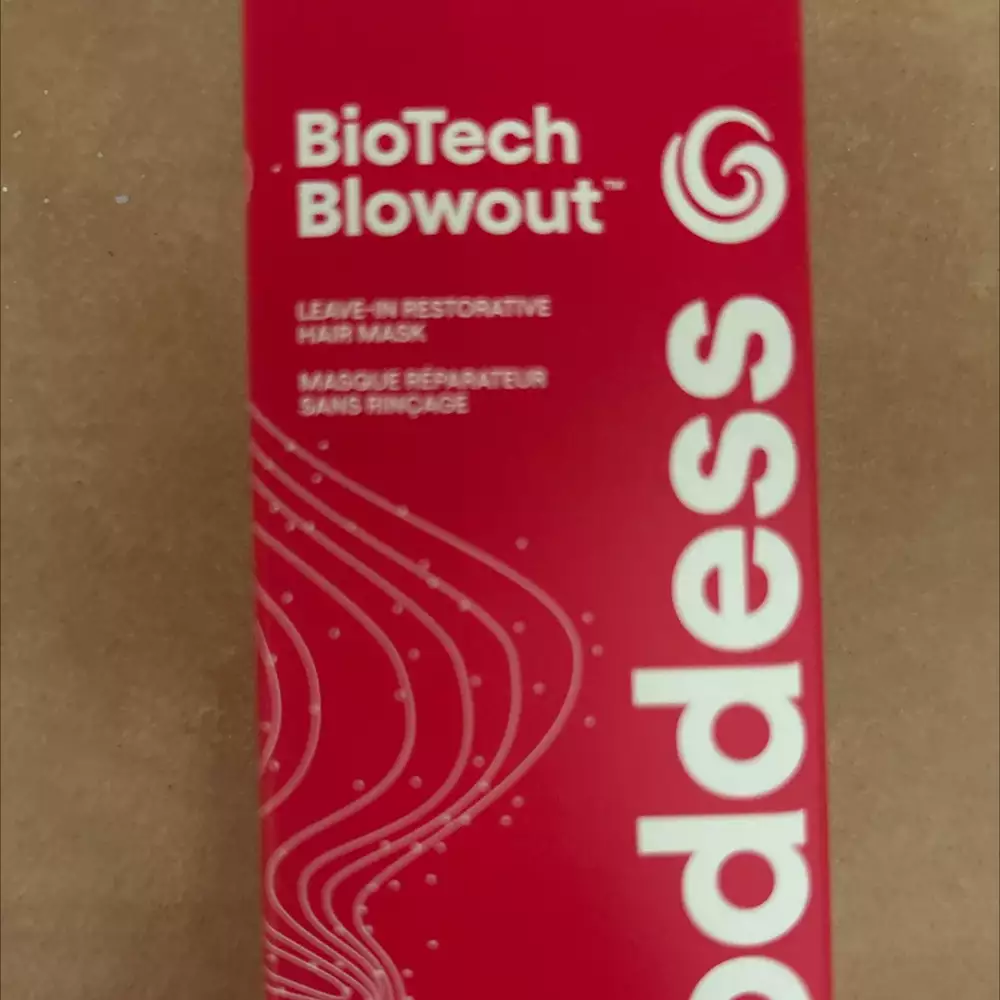 BioTech
Blowout™
LEAVE-IN RESTORATIVE
HAIR MASK
MASQUE RÉPARATEUR
SANS RINÇAGE
oddess